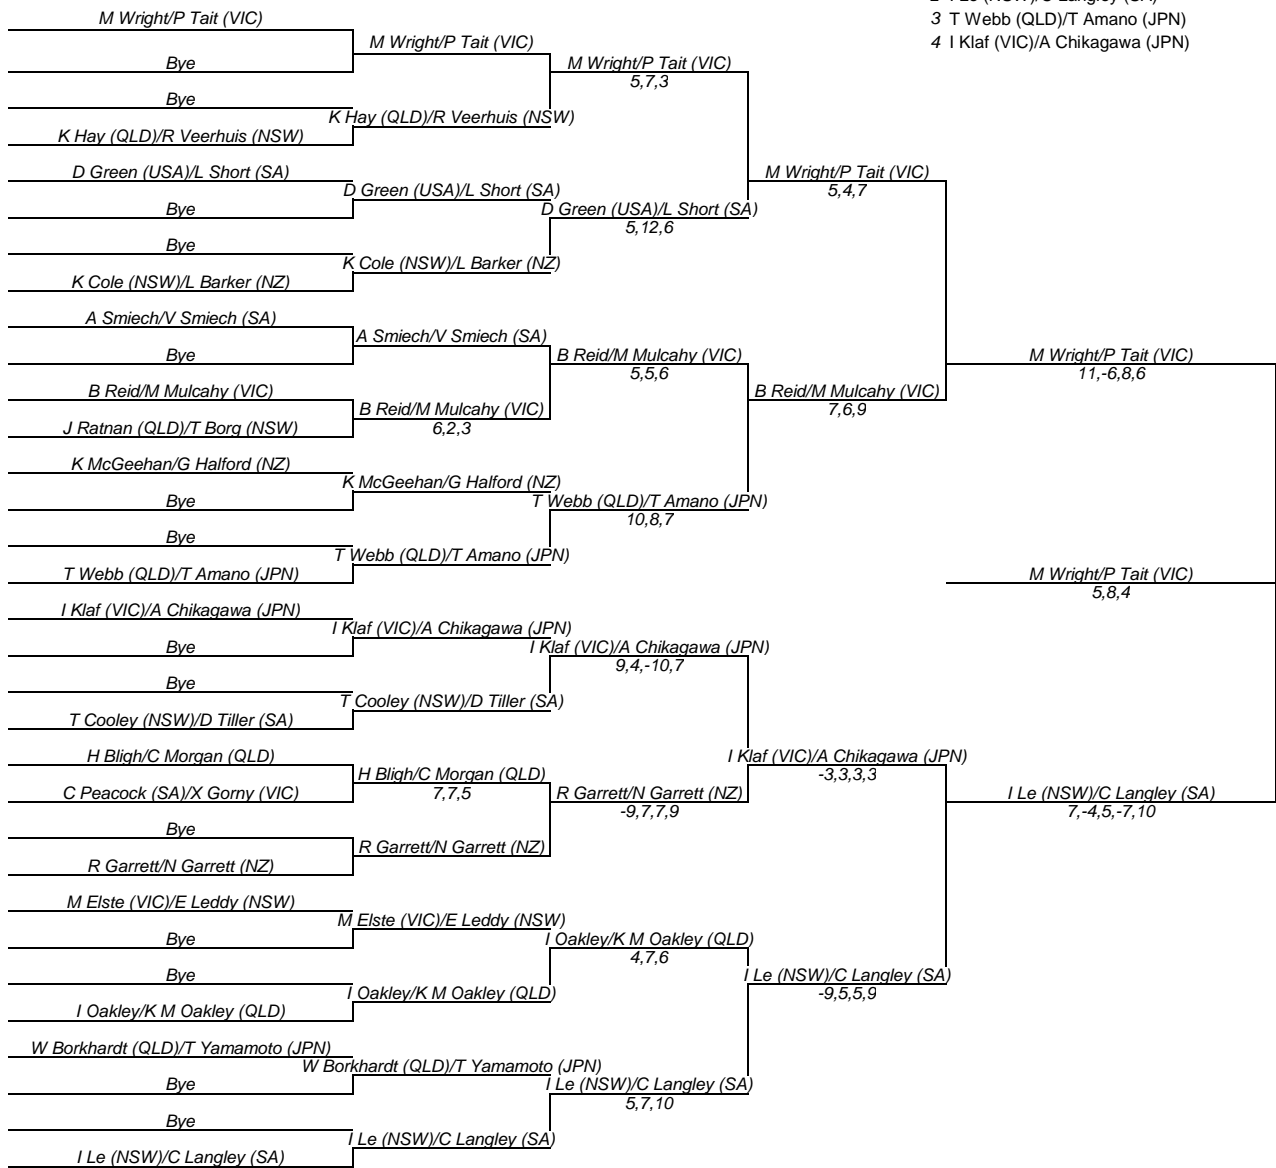 2 I Le (NSW)/C Langley (SA)
3 T Webb (QLD)/T Amano (JPN)
4 I Klaf (VIC)/A Chikagawa (JPN)
M Wright/P Tait (VIC)
Bye
Bye
K Hay (QLD)/R Veerhuis (NSW)
D Green (USA)/L Short (SA)
Bye
Bye
K Cole (NSW)/L Barker (NZ)
A Smiech/V Smiech (SA)
Bye
B Reid/M Mulcahy (VIC)
J Ratnan (QLD)/T Borg (NSW)
K McGeehan/G Halford (NZ)
Bye
Bye
T Webb (QLD)/T Amano (JPN)
I Klaf (VIC)/A Chikagawa (JPN)
Bye
Bye
T Cooley (NSW)/D Tiller (SA)
H Bligh/C Morgan (QLD)
C Peacock (SA)/X Gorny (VIC)
Bye
R Garrett/N Garrett (NZ)
M Elste (VIC)/E Leddy (NSW)
Bye
Bye
I Oakley/K M Oakley (QLD)
W Borkhardt (QLD)/T Yamamoto (JPN)
Bye
Bye
I Le (NSW)/C Langley (SA)
M Wright/P Tait (VIC)
K Hay (QLD)/R Veerhuis (NSW)
D Green (USA)/L Short (SA)
K Cole (NSW)/L Barker (NZ)
A Smiech/V Smiech (SA)
B Reid/M Mulcahy (VIC)
6,2,3
K McGeehan/G Halford (NZ)
T Webb (QLD)/T Amano (JPN)
I Klaf (VIC)/A Chikagawa (JPN)
T Cooley (NSW)/D Tiller (SA)
H Bligh/C Morgan (QLD)
7,7,5
R Garrett/N Garrett (NZ)
M Elste (VIC)/E Leddy (NSW)
I Oakley/K M Oakley (QLD)
W Borkhardt (QLD)/T Yamamoto (JPN)
I Le (NSW)/C Langley (SA)
M Wright/P Tait (VIC)
5,7,3
D Green (USA)/L Short (SA)
5,12,6
B Reid/M Mulcahy (VIC)
5,5,6
T Webb (QLD)/T Amano (JPN)
10,8,7
I Klaf (VIC)/A Chikagawa (JPN)
9,4,-10,7
R Garrett/N Garrett (NZ)
-9,7,7,9
I Oakley/K M Oakley (QLD)
4,7,6
I Le (NSW)/C Langley (SA)
5,7,10
M Wright/P Tait (VIC)
5,4,7
B Reid/M Mulcahy (VIC)
7,6,9
I Klaf (VIC)/A Chikagawa (JPN)
-3,3,3,3
I Le (NSW)/C Langley (SA)
-9,5,5,9
M Wright/P Tait (VIC)
11,-6,8,6
M Wright/P Tait (VIC)
5,8,4
I Le (NSW)/C Langley (SA)
7,-4,5,-7,10